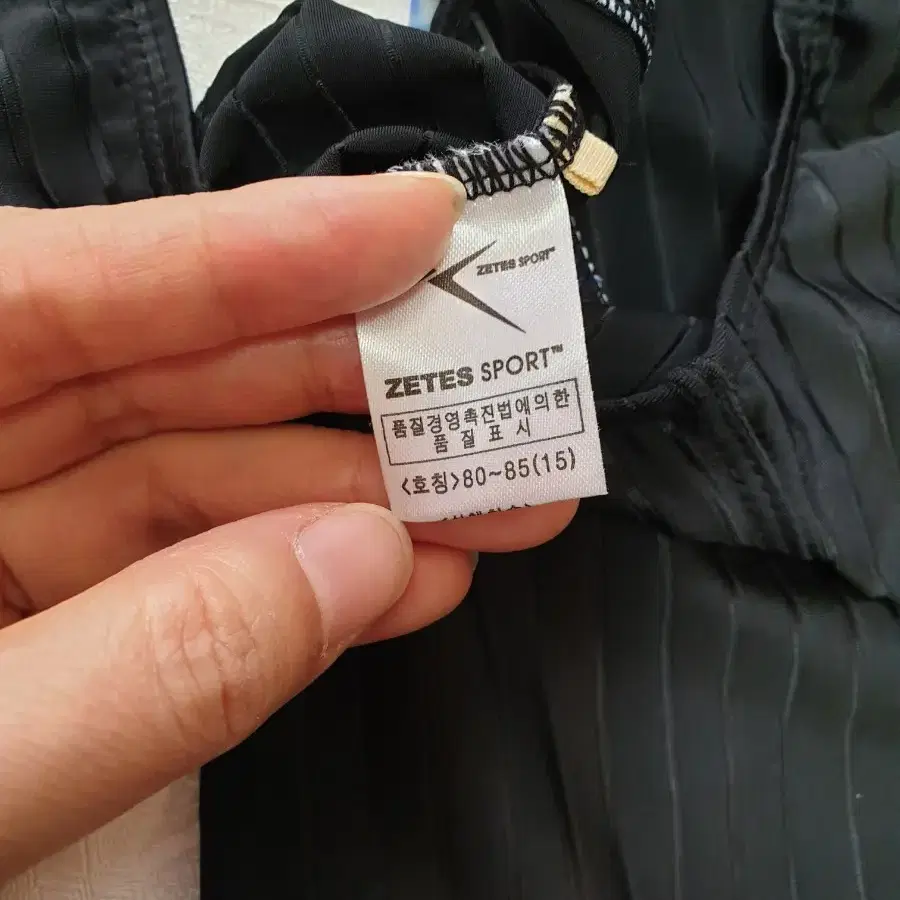 ZETES SPORT™
ZETES SPORT™
품질경영촉진법에의한
품 질 표 시
<호칭>80~85(15)